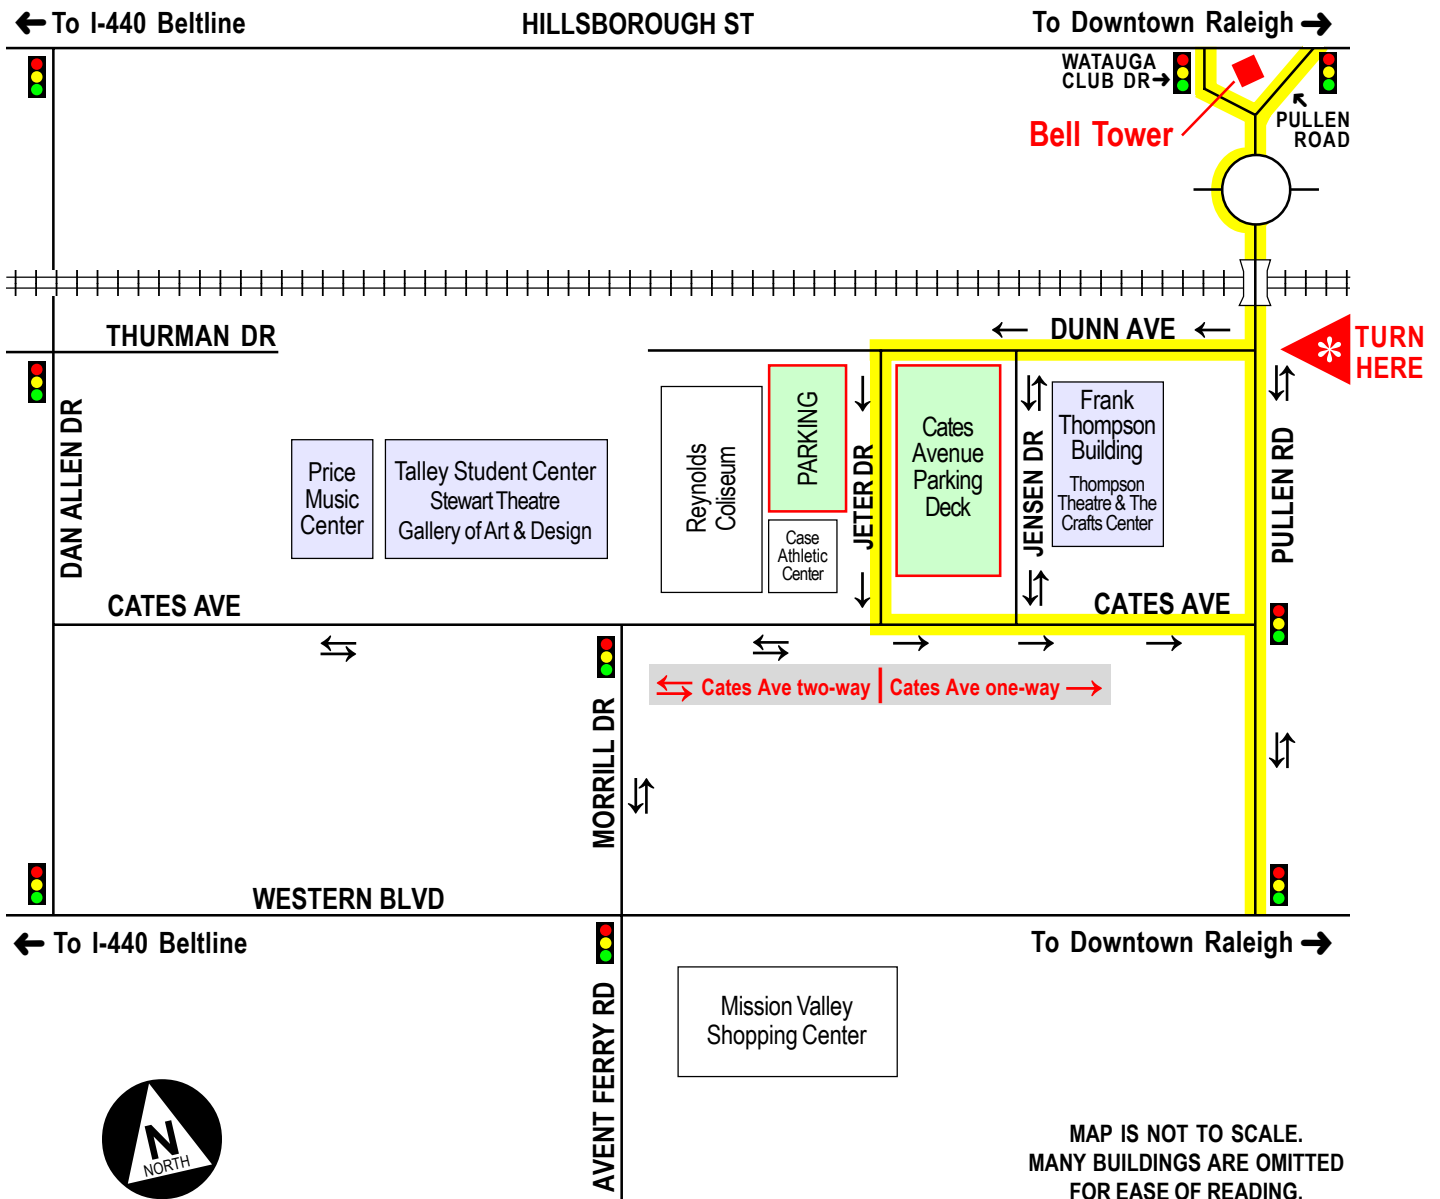 To I-440 Beltline
HILLSBOROUGH ST
To Downtown Raleigh
WATAUGA
CLUB DR
PULLEN
ROAD
Bell Tower
THURMAN DR
DUNN AVE
TURN
HERE
DAN ALLEN DR
Price
Music
Center
Talley Student Center
Stewart Theatre
Gallery of Art & Design
Reynolds
Coliseum
PARKING
Case
Athletic
Center
JETER DR
Cates
Avenue
Parking
Deck
JENSEN DR
Frank
Thompson
Building
Thompson
Theatre & The
Crafts Center
PULLEN RD
CATES AVE
CATES AVE
Cates Ave two-way
Cates Ave one-way
MORRILL DR
WESTERN BLVD
To I-440 Beltline
To Downtown Raleigh
AVENT FERRY RD
Mission Valley
Shopping Center
N
NORTH
MAP IS NOT TO SCALE.
MANY BUILDINGS ARE OMITTED
FOR EASE OF READING.